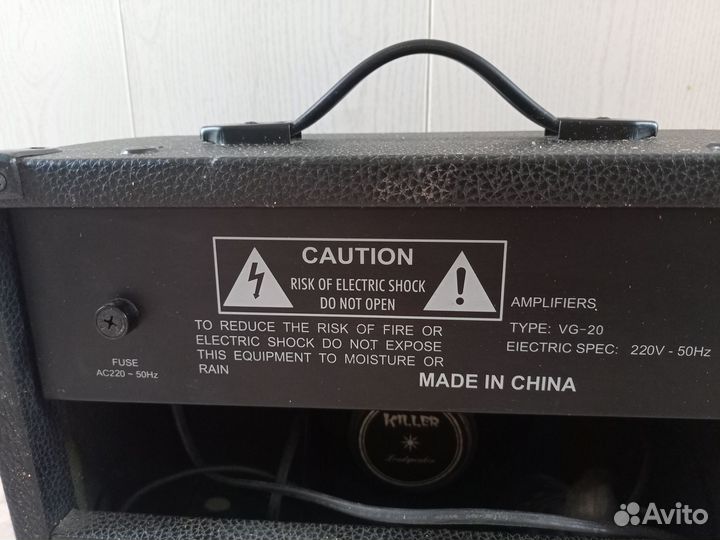 CAUTION
RISK OF ELECTRIC SHOCK
DO NOT OPEN
TO REDUCE THE RISK OF FIRE OR
ELECTRIC SHOCK DO NOT EXPOSE
THIS EQUIPMENT TO MOISTURE OR
RAIN
AMPLIFIERS
TYPE: VG-20
EIECTRIC SPEC: 220V - 50Hz
FUSE
AC220 ~ 50Hz
MADE IN CHINA
KILLER
Loudspeaker
Avito